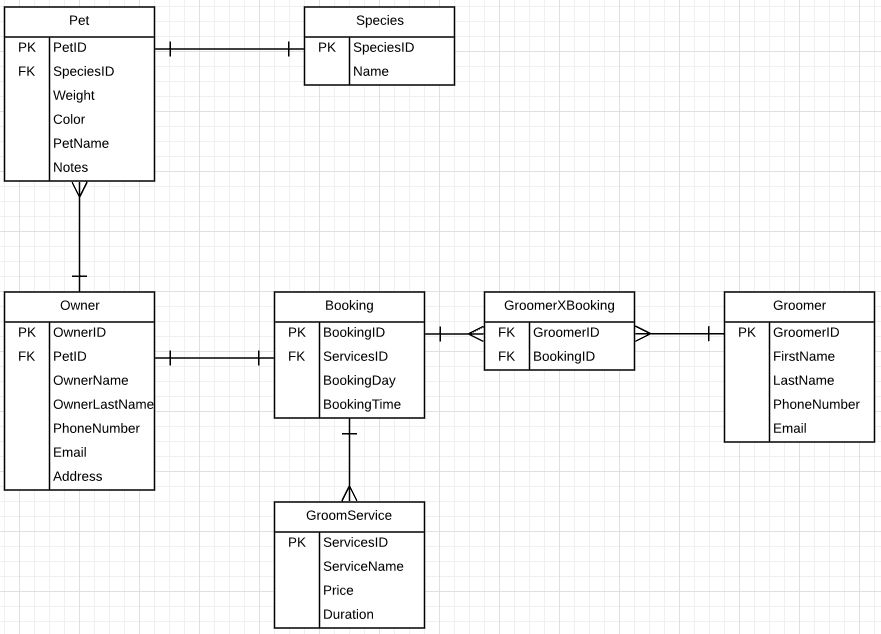 Pet
PK PetID
FK SpeciesID
Weight
Color
PetName
Notes
Species
PK SpeciesID
Name
Owner
PK OwnerID
FK PetID
OwnerName
OwnerLastName
PhoneNumber
Email
Address
Booking
PK BookingID
FK ServicesID
BookingDay
BookingTime
GroomerXBooking
FK GroomerID
FK BookingID
Groomer
PK GroomerID
FirstName
LastName
PhoneNumber
Email
GroomService
PK ServicesID
ServiceName
Price
Duration